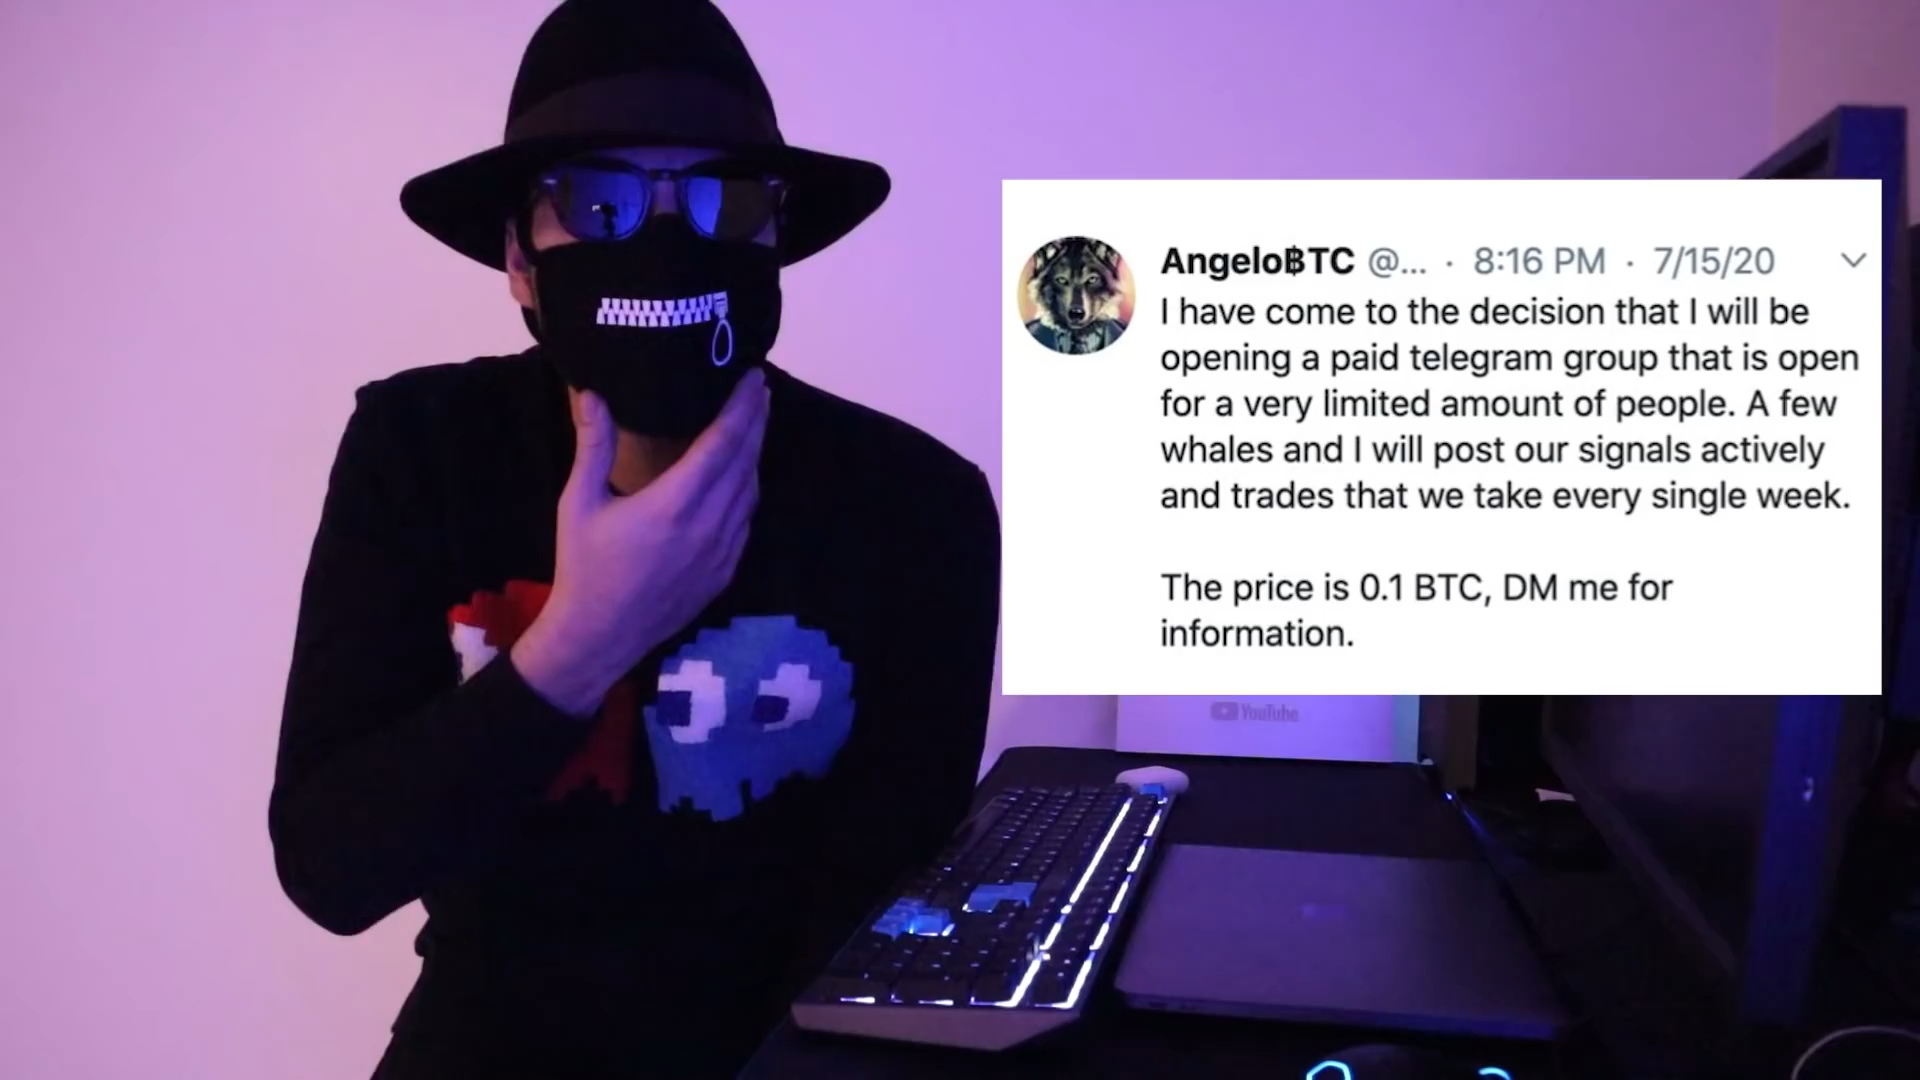 AngeloɃTC @... · 8:16 PM · 7/15/20
I have come to the decision that I will be
opening a paid telegram group that is open
for a very limited amount of people. A few
whales and I will post our signals actively
and trades that we take every single week.
The price is 0.1 BTC, DM me for
information.
YouTube